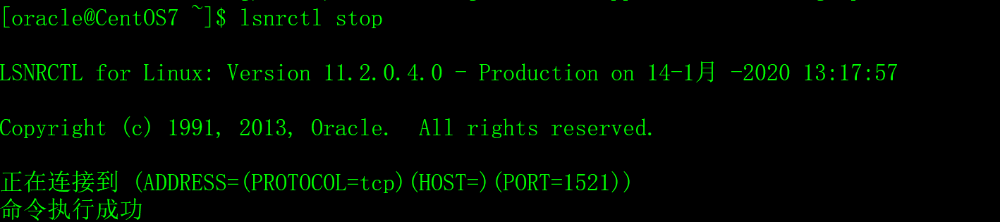 [oracle@CentOS7 ~]$ lsnrctl stop
LSNRCTL for Linux: Version 11.2.0.4.0 - Production on 14-1月 -2020 13:17:57
Copyright (c) 1991, 2013, Oracle.  All rights reserved.
正在连接到 (ADDRESS=(PROTOCOL=tcp)(HOST=)(PORT=1521))
命令执行成功